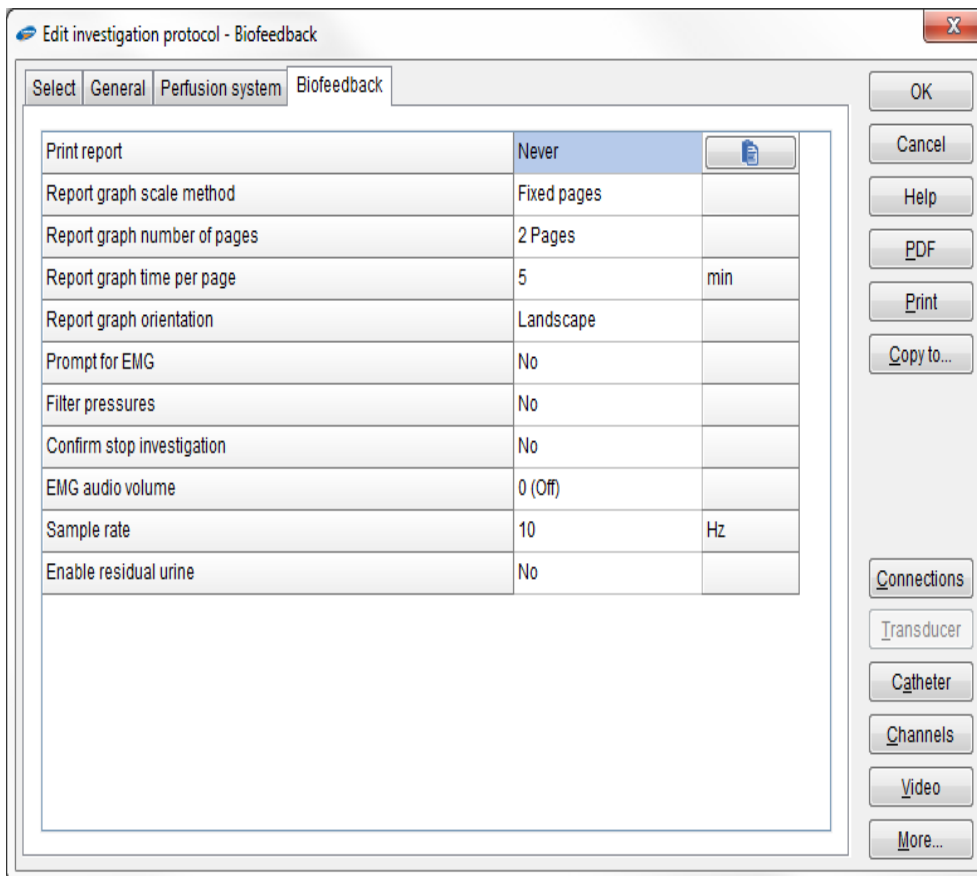 Edit investigation protocol - Biofeedback
Select General Perfusion system Biofeedback
Print report Never
Report graph scale method Fixed pages
Report graph number of pages 2 Pages
Report graph time per page 5 min
Report graph orientation Landscape
Prompt for EMG No
Filter pressures No
Confirm stop investigation No
EMG audio volume 0 (Off)
Sample rate 10 Hz
Enable residual urine No
OK
Cancel
Help
PDF
Print
Copy to...
Connections
Transducer
Catheter
Channels
Video
More...